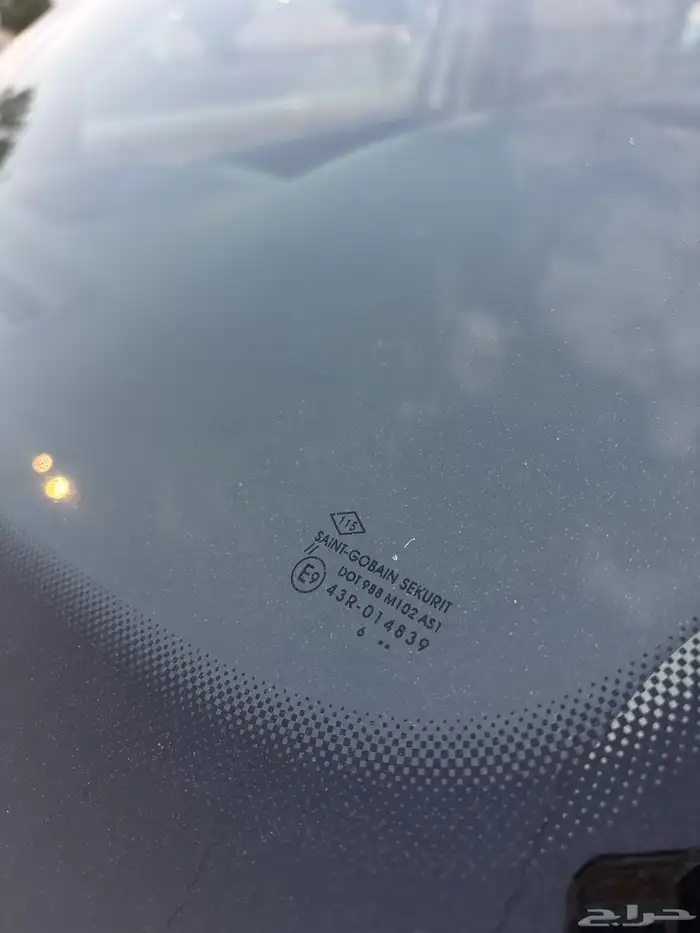 115
SAINT-GOBAIN SEKURIT
//
DOT 988 M102 AS1
E9
43R-014839
6 ..
حراج